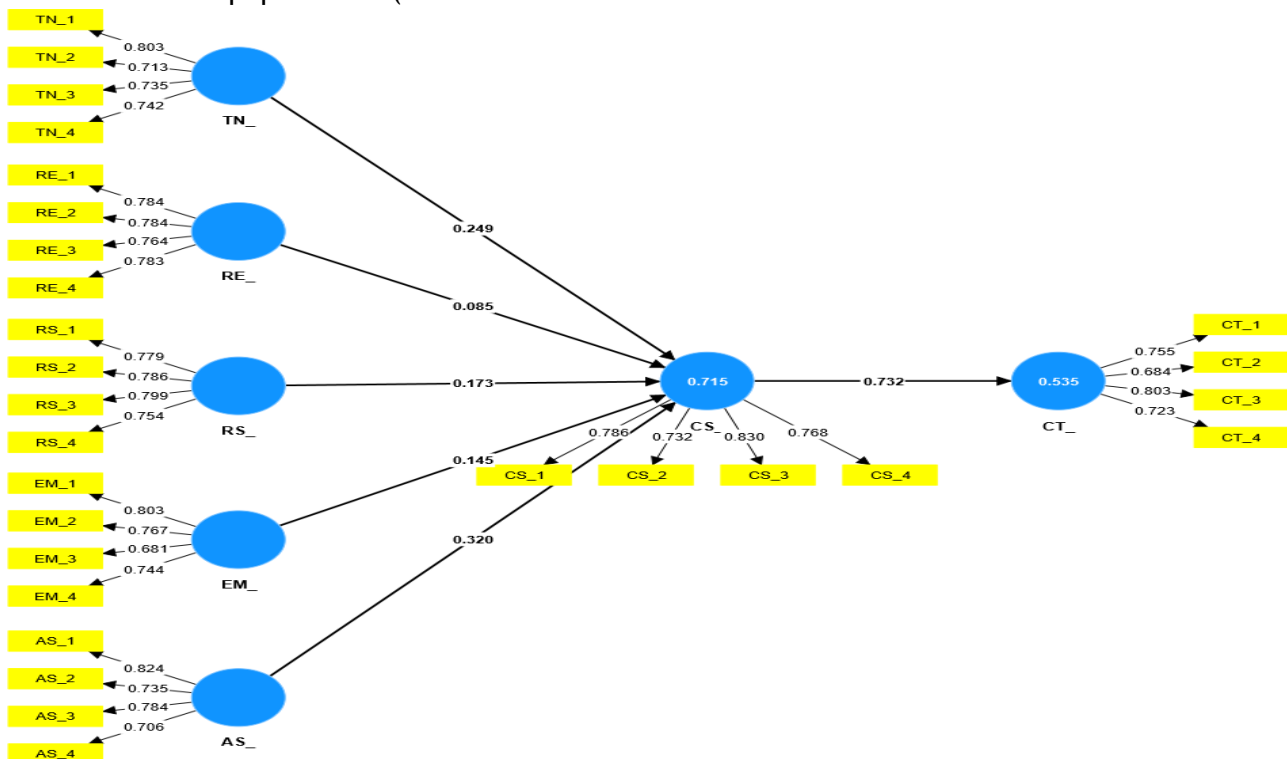 TN_1
TN_2
TN_3
TN_4
0.803
0.713
0.735
0.742
TN_
0.249
RE_1
RE_2
RE_3
RE_4
0.784
0.784
0.764
0.783
RE_
0.085
RS_1
RS_2
RS_3
RS_4
0.779
0.786
0.799
0.754
RS_
0.173
EM_1
EM_2
EM_3
EM_4
0.803
0.767
0.681
0.744
EM_
0.145
AS_1
AS_2
AS_3
AS_4
0.824
0.735
0.784
0.706
AS_
0.320
0.715
CS_
0.786
0.732
0.830
0.768
CS_1
CS_2
CS_3
CS_4
0.732
0.535
CT_
0.755
0.684
0.803
0.723
CT_1
CT_2
CT_3
CT_4